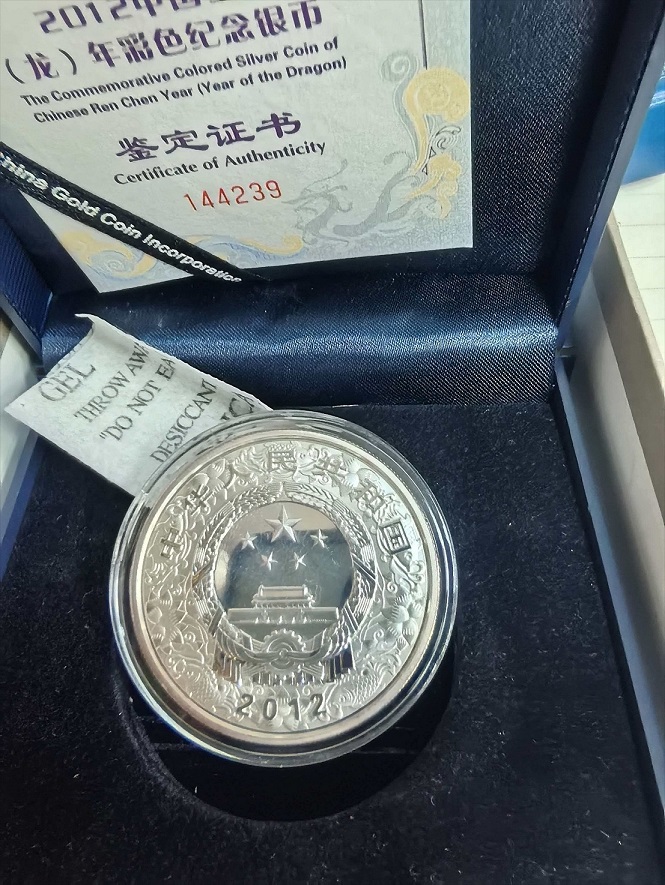 2012中国
（龙）年彩色纪念银币
The Commemorative Colored Silver Coin of
Chinese Ren Chen Year (Year of the Dragon)
鉴定证书
Certificate of Authenticity
144239
China Gold Coin Incorporation
GEL
THROW AWAY
"DO NOT EA
DESICCANT
ICA
中华人民共和国
2012